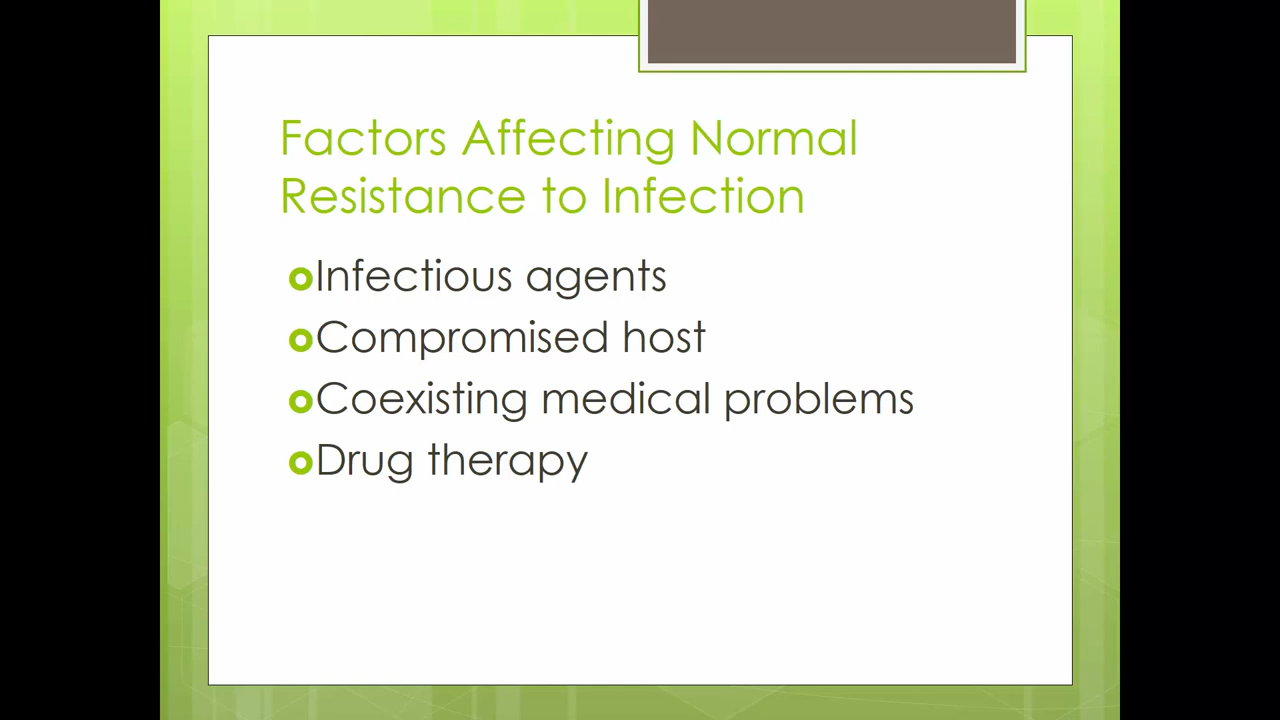 Factors Affecting Normal
Resistance to Infection
Infectious agents
Compromised host
Coexisting medical problems
Drug therapy